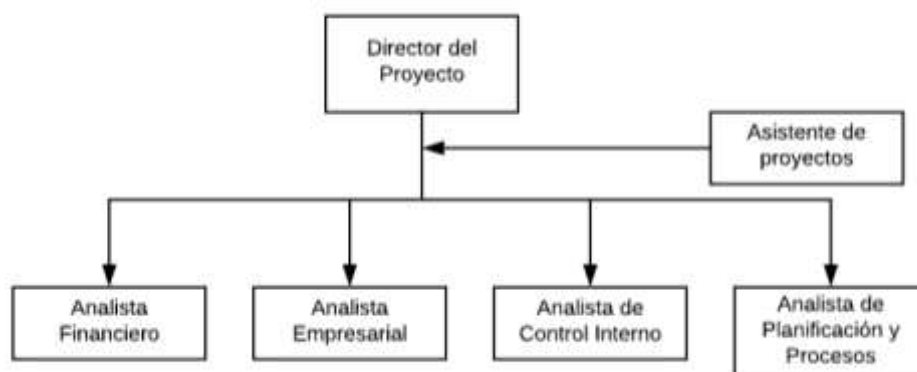 Director del
Proyecto
Asistente de
proyectos
Analista
Financiero
Analista
Empresarial
Analista de
Control Interno
Analista de
Planificación y
Procesos